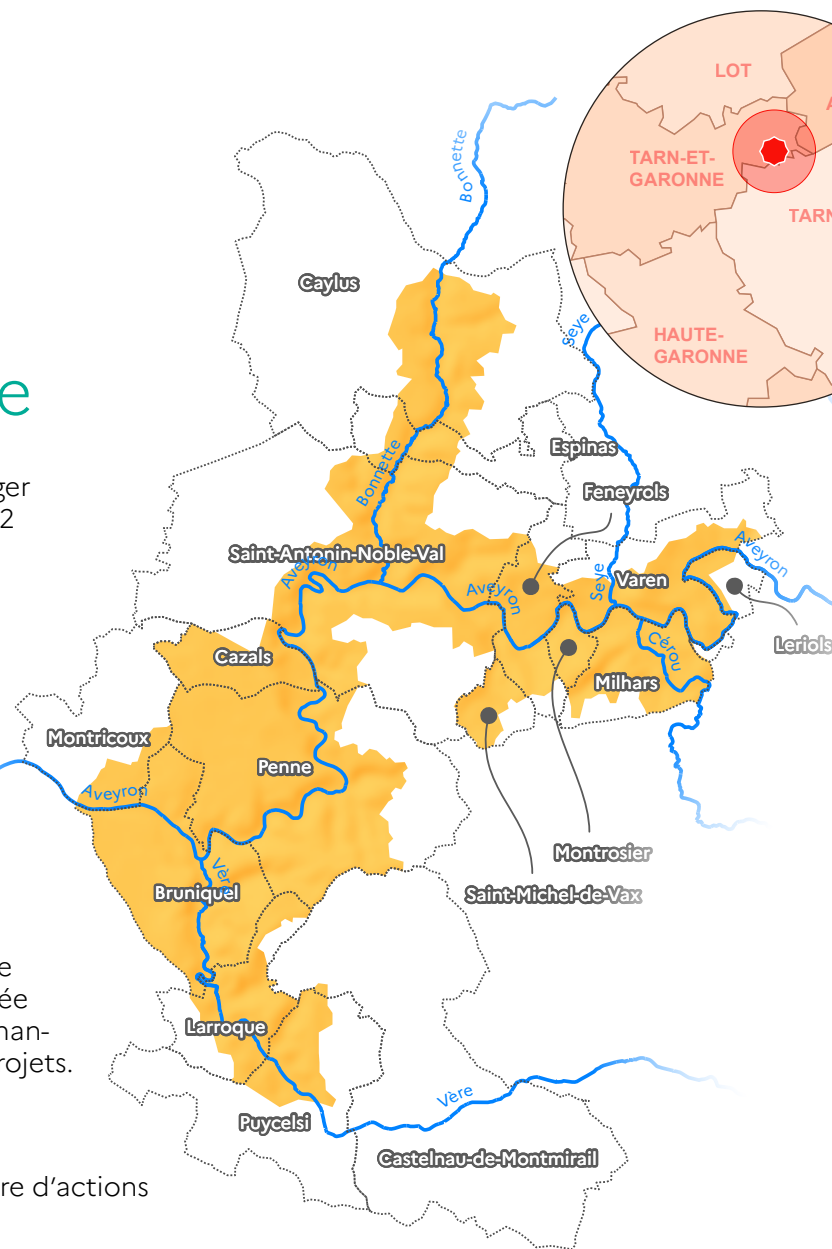 LOT
A
TARN-ET-
GARONNE
TARN
HAUTE-
GARONNE
Bonnette
Caylus
Seye
e
ger
2
Espinas
Bonnette
Feneyrols
Saint-Antonin-Noble-Val
Aveyron
Aveyron
Seye
Varen
Aveyron
Leriols
Cérou
Cazals
Milhars
Montricoux
Penne
Aveyron
Montrosier
Vère
Bruniquel
Saint-Michel-de-Vax
e
ée
nan-
rojets.
Larroque
Vère
Puycelsi
Castelnau-de-Montmirail
re d’actions